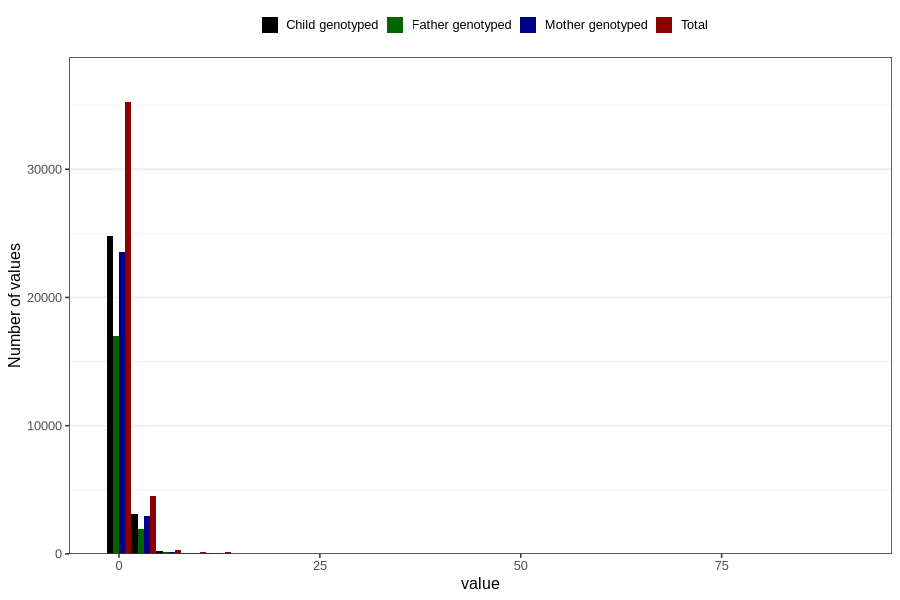 Child genotyped Father genotyped Mother genotyped Total
Number of values
30000
20000
10000
0
0 25 50 75
value